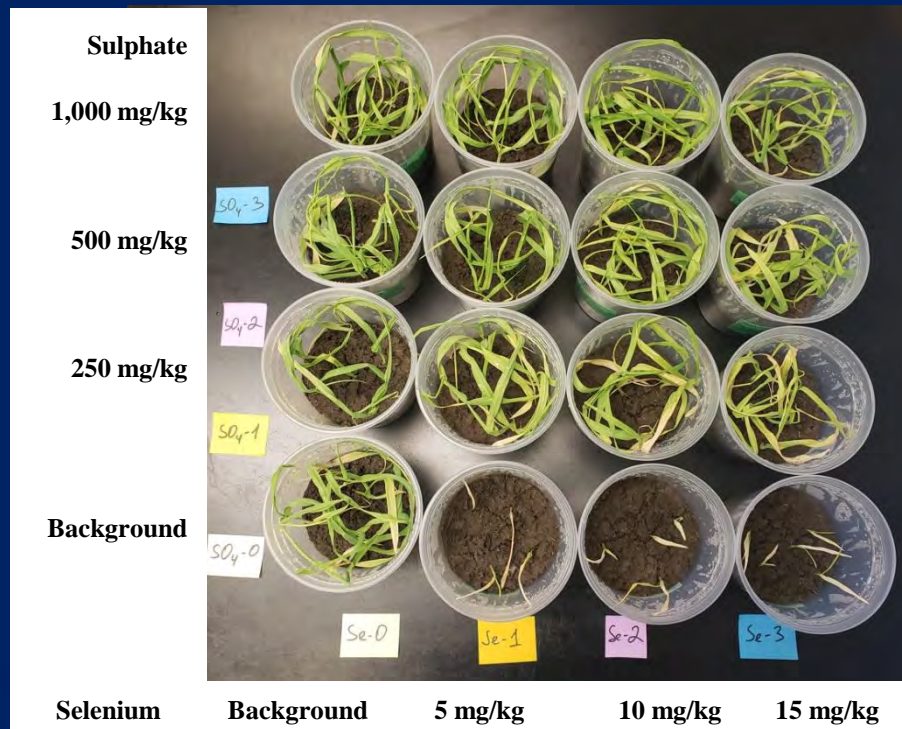 Sulphate
1,000 mg/kg
SO₄-3
500 mg/kg
SO₄-2
250 mg/kg
SO₄-1
Background
SO₄-0
Se-0 Se-1 Se-2 Se-3
Selenium Background 5 mg/kg 10 mg/kg 15 mg/kg